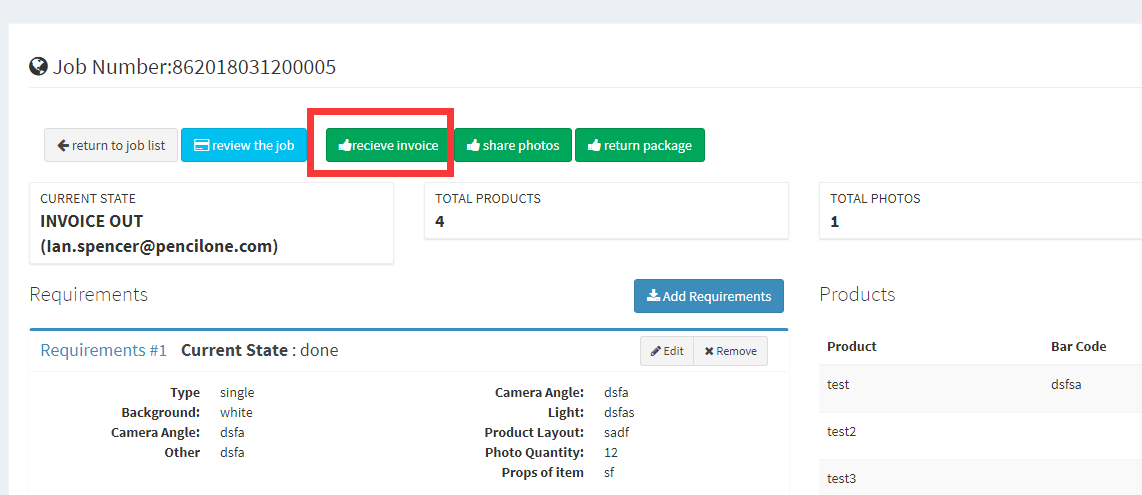 Job Number:862018031200005
return to job list review the job recieve invoice share photos return package
CURRENT STATE
INVOICE OUT
(Ian.spencer@pencilone.com)
TOTAL PRODUCTS
4
TOTAL PHOTOS
1
Requirements
Add Requirements
Requirements #1 Current State : done
Edit Remove
Type single
Background: white
Camera Angle: dsfa
Other dsfa
Camera Angle: dsfa
Light: dsfas
Product Layout: sadf
Photo Quantity: 12
Props of item sf
Products
Product Bar Code
test dsfsa
test2
test3